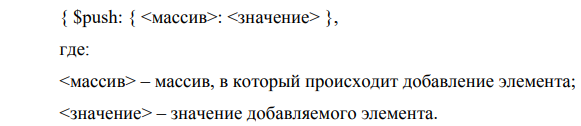 { $push: { <массив>: <значение> },
где:
<массив> – массив, в который происходит добавление элемента;
<значение> – значение добавляемого элемента.